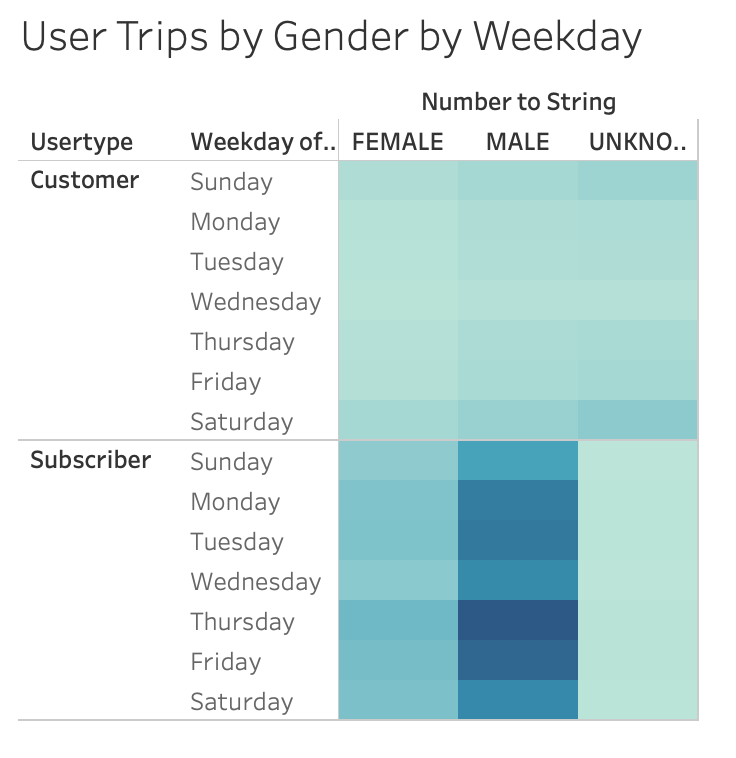 User Trips by Gender by Weekday
Number to String
Usertype Weekday of.. FEMALE MALE UNKNO..
Customer Sunday
Monday
Tuesday
Wednesday
Thursday
Friday
Saturday
Subscriber Sunday
Monday
Tuesday
Wednesday
Thursday
Friday
Saturday